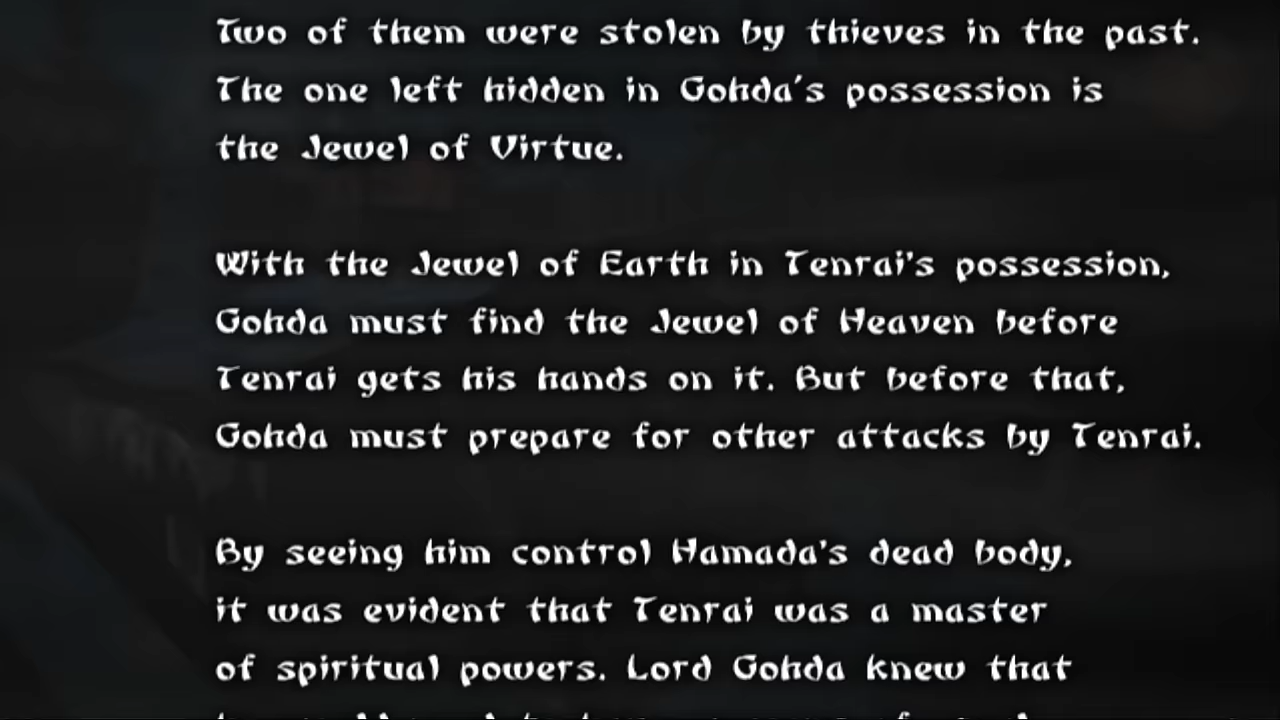 Two of them were stolen by thieves in the past.
The one left hidden in Gohda's possession is
the Jewel of Virtue.
With the Jewel of Earth in Tenrai's possession,
Gohda must find the Jewel of Heaven before
Tenrai gets his hands on it. But before that,
Gohda must prepare for other attacks by Tenrai.
By seeing him control Hamada's dead body,
it was evident that Tenrai was a master
of spiritual powers. Lord Gohda knew that